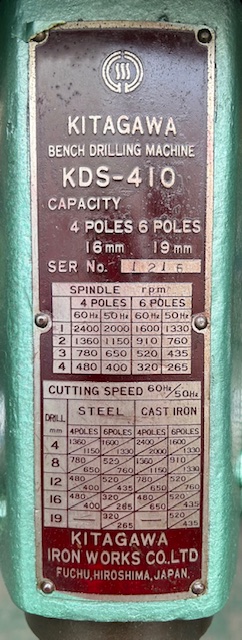 KITAGAWA
BENCH DRILLING MACHINE
KDS-410
CAPACITY
4 POLES 6 POLES
16mm 19mm
SER No. 1216
SPINDLE rpm
4 POLES 6 POLES
60Hz 50Hz 60Hz 50Hz
1 2400 2000 1600 1330
2 1360 1150 910 760
3 780 650 520 435
4 480 400 320 265
CUTTING SPEED 60Hz/50Hz
DRILL STEEL CAST IRON
mm 4POLES 6POLES 4POLES 6POLES
4 1360/1150 1600/1330 2400/2000 1600/1330
8 780/650 520/760 1360/1150 910/1330
12 480/400 520/435 780/650 910/760
16 480/400 320/265 480/400 520/435
19 — 320/265 — 520/435
KITAGAWA
IRON WORKS CO.,LTD
FUCHU,HIROSHIMA,JAPAN.